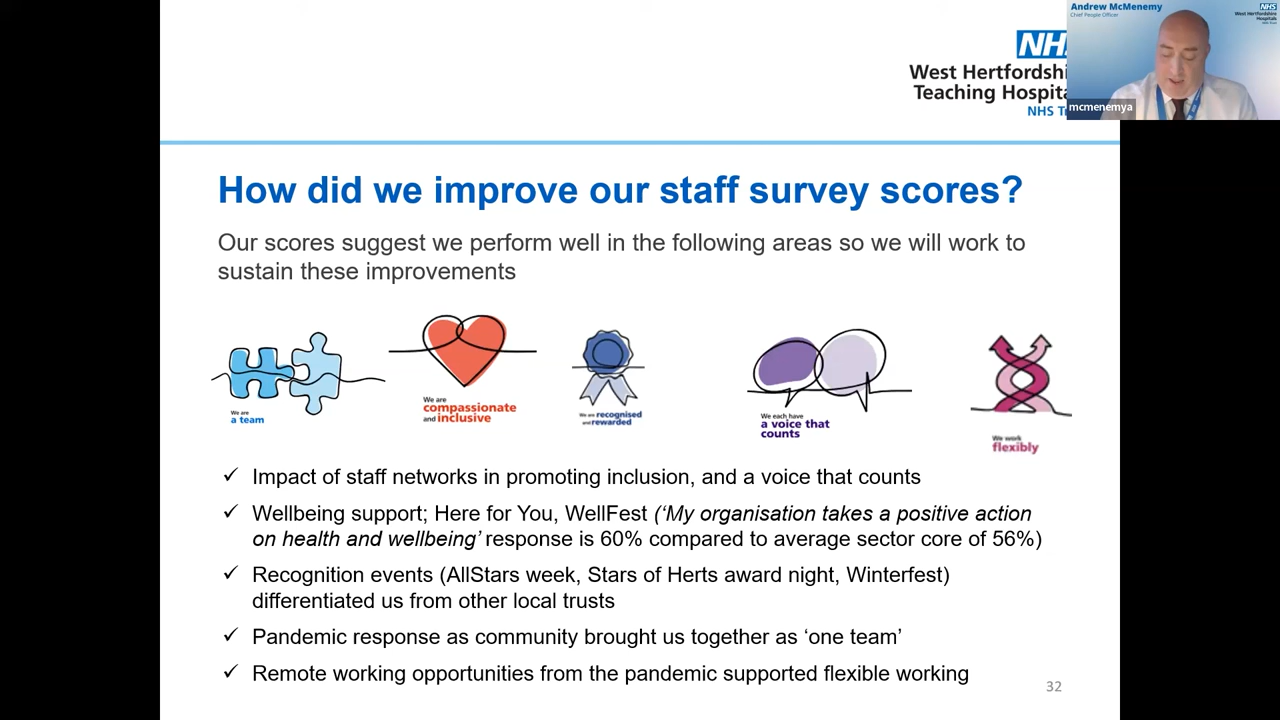 Andrew McMenemy
Chief People Officer
NHS
West Hertfordshire
Hospitals
mcmenemya
NH
West Hertfordshi
Teaching Hospita
NHS T
How did we improve our staff survey scores?
Our scores suggest we perform well in the following areas so we will work to
sustain these improvements
We are
a team
We are
compassionate
and inclusive
We are recognised
and rewarded
We each have
a voice that
counts
We work
flexibly
✓ Impact of staff networks in promoting inclusion, and a voice that counts
✓ Wellbeing support; Here for You, WellFest (‘My organisation takes a positive action
on health and wellbeing’ response is 60% compared to average sector core of 56%)
✓ Recognition events (AllStars week, Stars of Herts award night, Winterfest)
differentiated us from other local trusts
✓ Pandemic response as community brought us together as ‘one team’
✓ Remote working opportunities from the pandemic supported flexible working
32